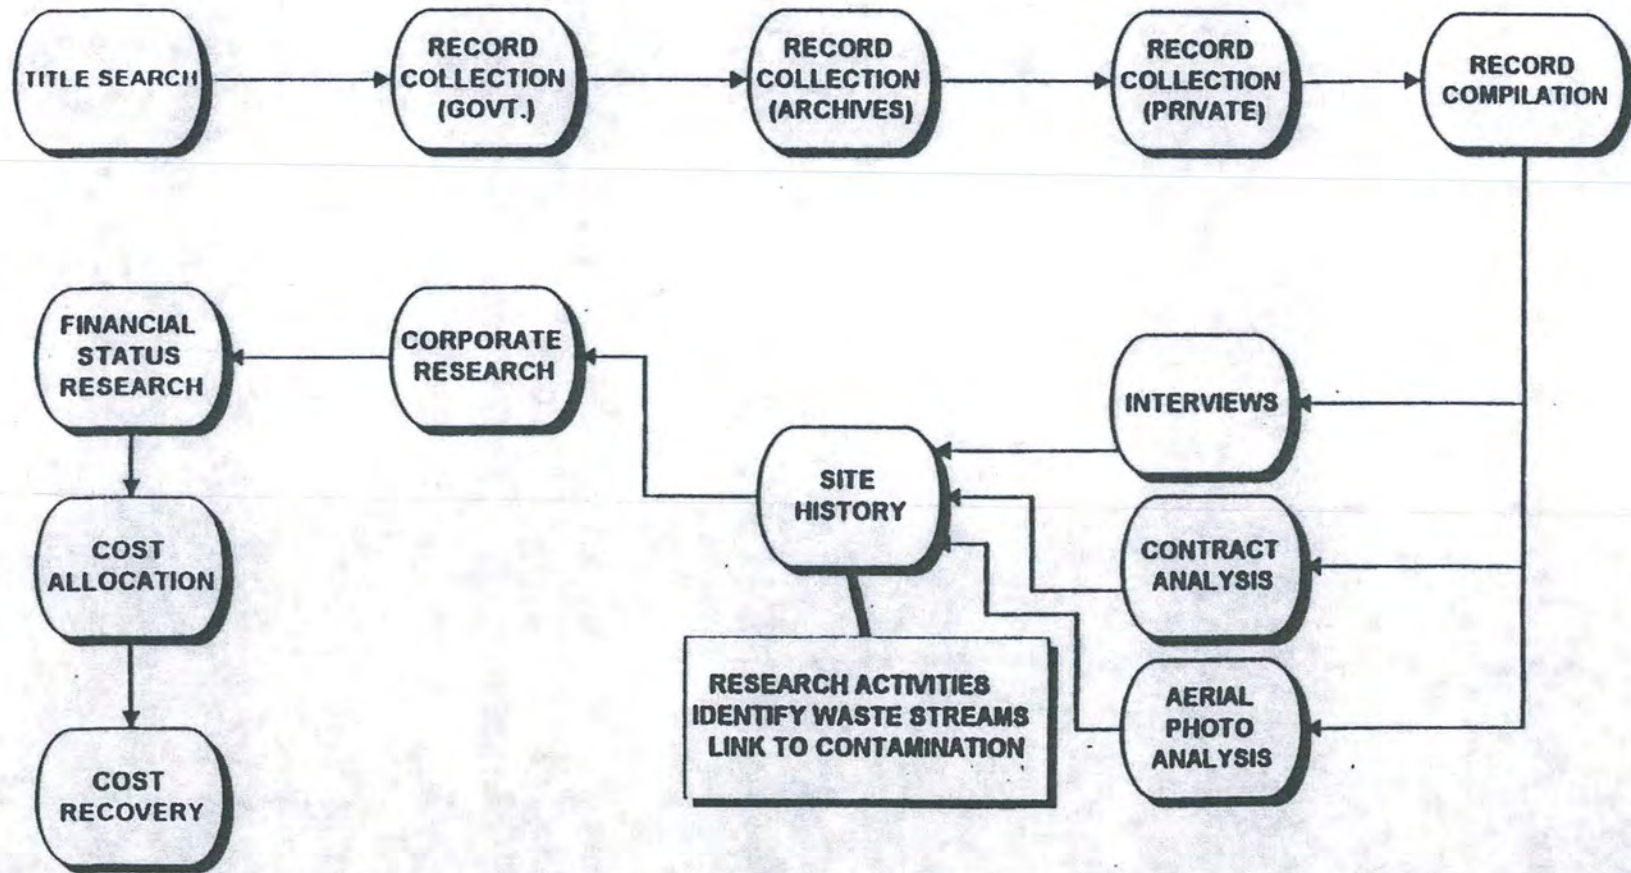 TITLE SEARCH
RECORD
COLLECTION
(GOVT.)
RECORD
COLLECTION
(ARCHIVES)
RECORD
COLLECTION
(PRIVATE)
RECORD
COMPILATION
INTERVIEWS
CONTRACT
ANALYSIS
AERIAL
PHOTO
ANALYSIS
SITE
HISTORY
RESEARCH ACTIVITIES
IDENTIFY WASTE STREAMS
LINK TO CONTAMINATION
CORPORATE
RESEARCH
FINANCIAL
STATUS
RESEARCH
COST
ALLOCATION
COST
RECOVERY